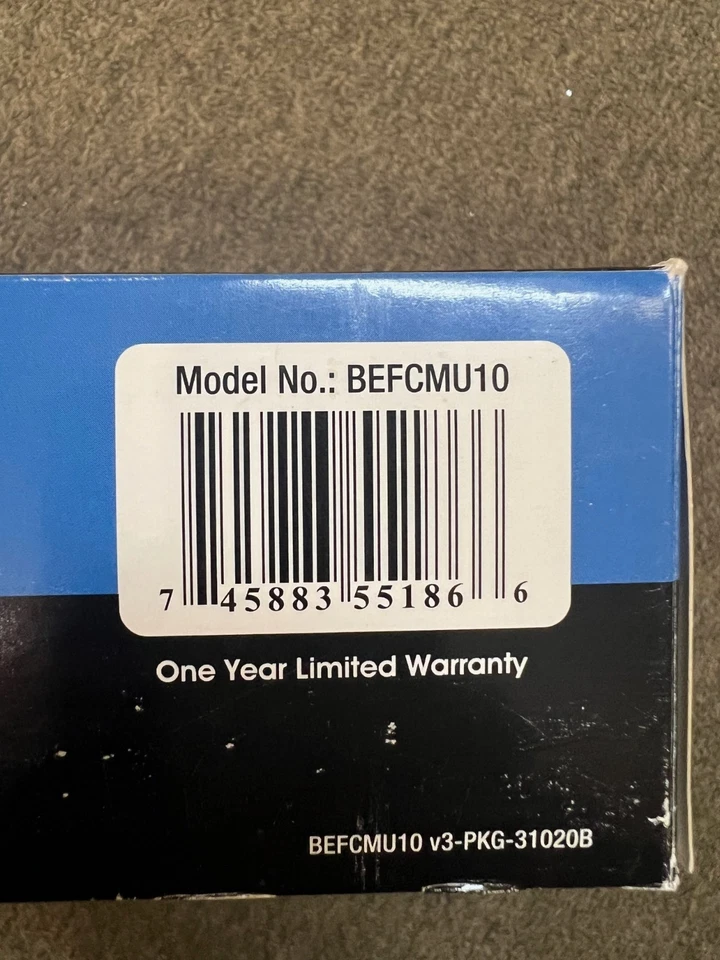 Model No.: BEFCMU10
7 45883 55186 6
One Year Limited Warranty
BEFCMU10 v3-PKG-31020B